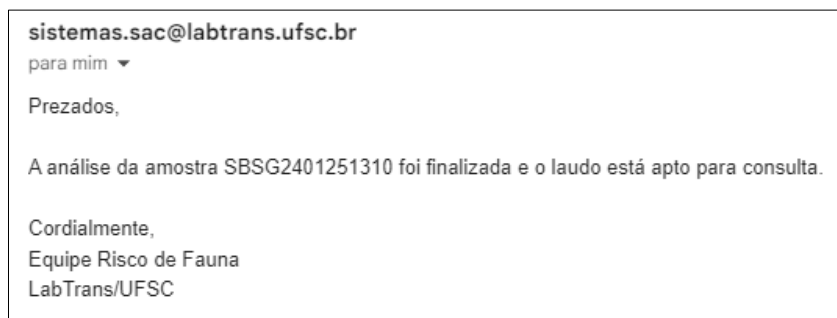 sistemas.sac@labtrans.ufsc.br
para mim
Prezados,
A análise da amostra SBSG2401251310 foi finalizada e o laudo está apto para consulta.
Cordialmente,
Equipe Risco de Fauna
LabTrans/UFSC